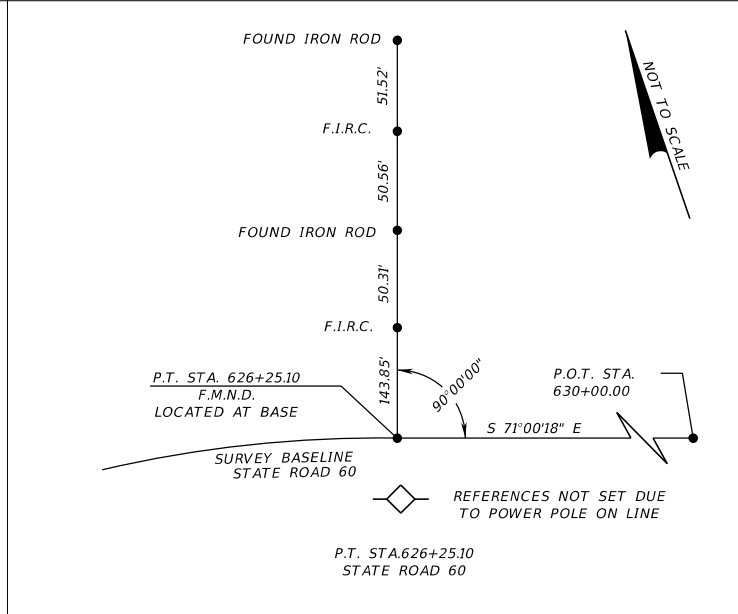 FOUND IRON ROD
51.52'
NOT TO SCALE
F.I.R.C.
50.56'
FOUND IRON ROD
50.31'
F.I.R.C.
143.85'
90°00'00"
P.T. STA. 626+25.10
F.M.N.D.
LOCATED AT BASE
P.O.T. STA.
630+00.00
S 71°00'18" E
SURVEY BASELINE
STATE ROAD 60
REFERENCES NOT SET DUE
TO POWER POLE ON LINE
P.T. STA.626+25.10
STATE ROAD 60